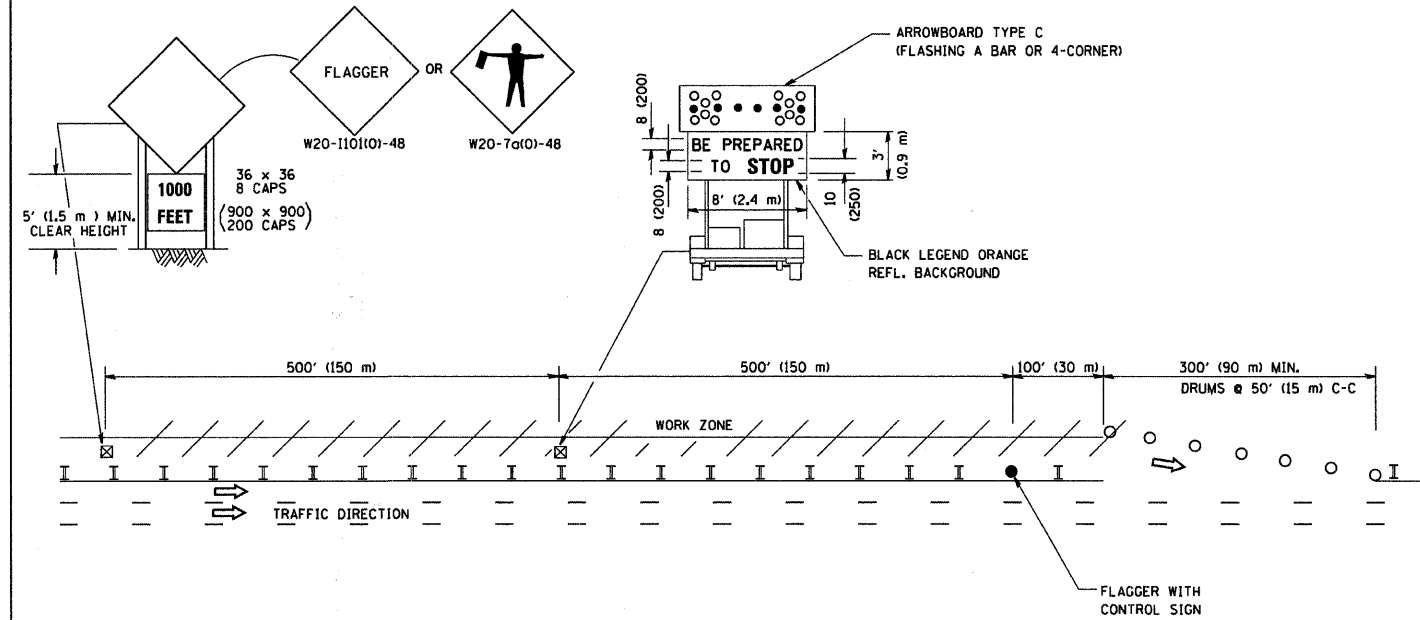 FLAGGER
OR
W20-I101(O)-48
W20-7a(O)-48
1000
FEET
36 x 36
8 CAPS
(900 x 900)
200 CAPS
5' (1.5 m ) MIN.
CLEAR HEIGHT
ARROWBOARD TYPE C
(FLASHING A BAR OR 4-CORNER)
8 (200)
BE PREPARED
TO STOP
3'
(0.9 m)
8 (200)
8' (2.4 m)
10
(250)
BLACK LEGEND ORANGE
REFL. BACKGROUND
500' (150 m)
500' (150 m)
100' (30 m)
300' (90 m) MIN.
DRUMS @ 50' (15 m) C-C
WORK ZONE
TRAFFIC DIRECTION
FLAGGER WITH
CONTROL SIGN